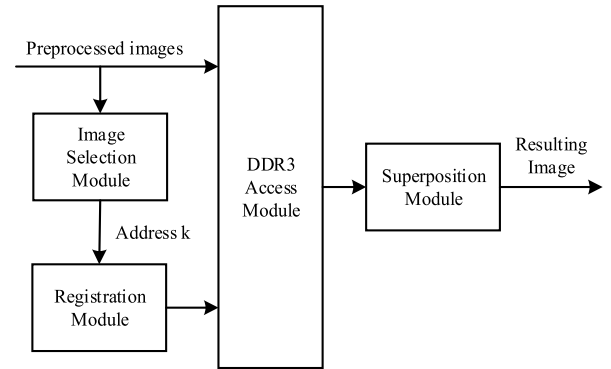 Preprocessed images
Image
Selection
Module
Address k
Registration
Module
DDR3
Access
Module
Superposition
Module
Resulting
Image